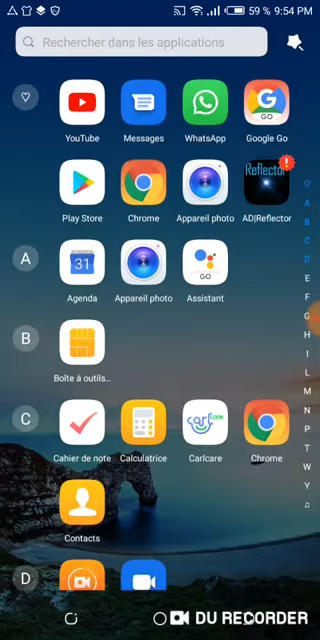 59 % 9:54 PM
Rechercher dans les applications
YouTube Messages WhatsApp Google Go
GO
Reflector
Play Store Chrome Appareil photo AD|Reflector
A
31
GO
Agenda Appareil photo Assistant
B
Boîte à outils...
C
Carlcare
Cahier de note Calculatrice Carlcare Chrome
Contacts
D
A
B
C
D
E
F
G
H
I
L
M
N
P
T
W
Y
DU RECORDER